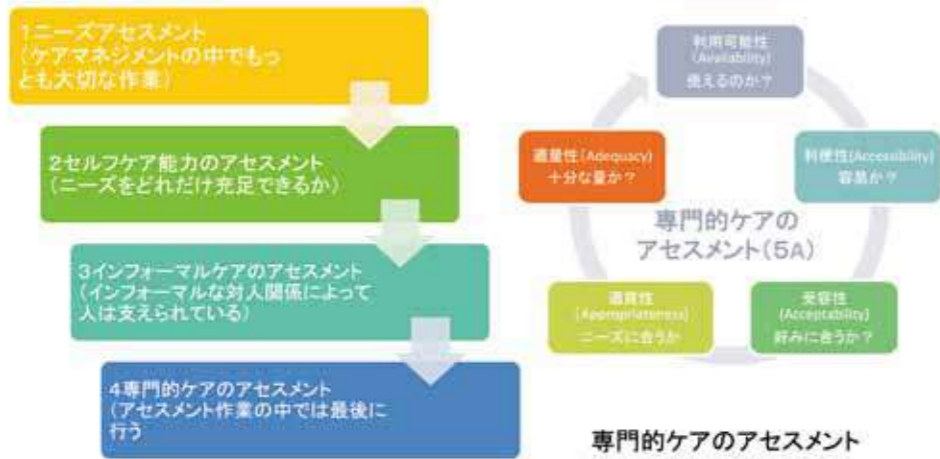 1ニーズアセスメント
(ケアマネジメントの中でもっ
とも大切な作業)
2セルフケア能力のアセスメント
(ニーズをどれだけ充足できるか)
3インフォーマルケアのアセスメント
(インフォーマルな対人関係によって
人は支えられている)
4専門的ケアのアセスメント
(アセスメント作業の中では最後に
行う
利用可能性
(Availability)
使えるのか?
利便性(Accessibility)
容易か?
受容性
(Acceptability)
好みに合うか?
適質性
(Appropriateness)
ニーズに合うか
適量性(Adequacy)
十分な量か?
専門的ケアの
アセスメント(5A)
専門的ケアのアセスメント